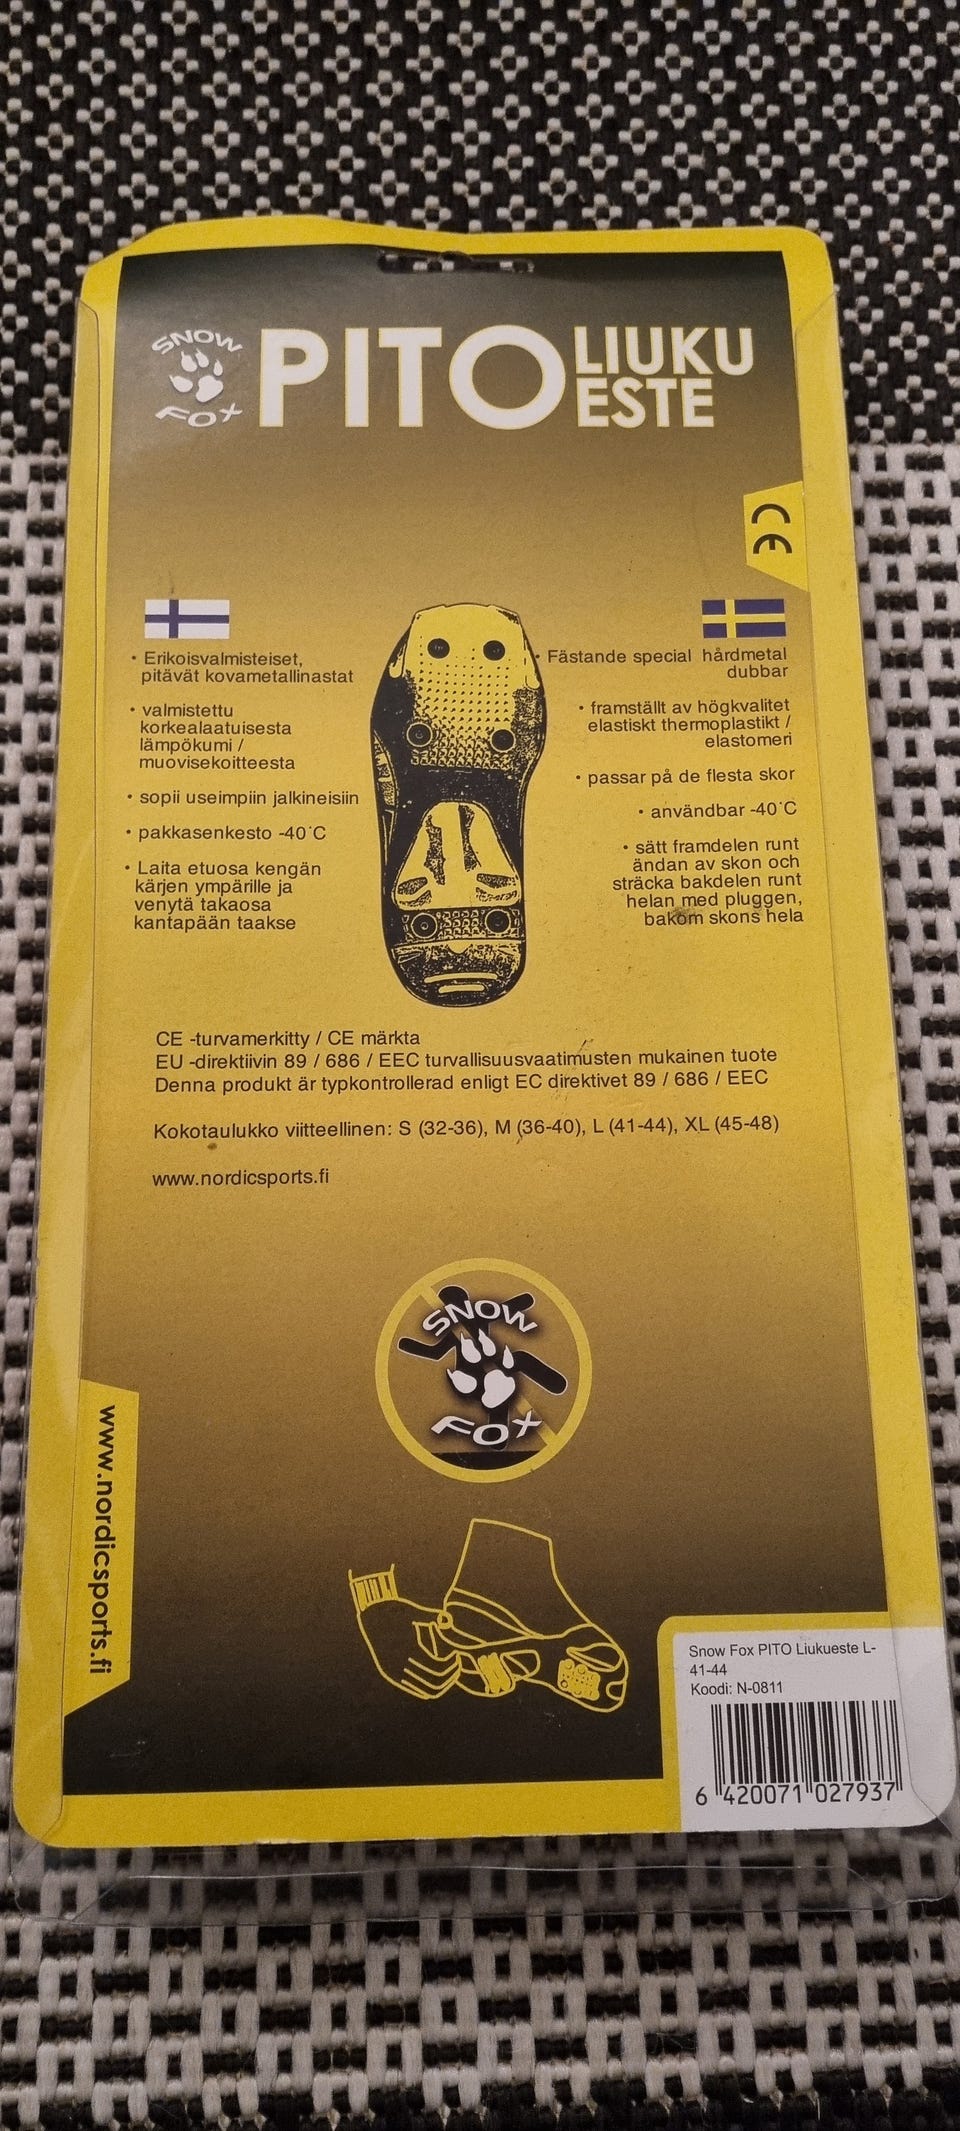 SNOW
FOX
PITO
LIUKU
ESTE
CE
• Erikoisvalmisteiset,
pitävät kovametallinastat
• valmistettu
korkealaatuisesta
lämpökumi /
muovisekoitteesta
• sopii useimpiin jalkineisiin
• pakkasenkesto -40°C
• Laita etuosa kengän
kärjen ympärille ja
venytä takaosa
kantapään taakse
• Fästande special hårdmetal
dubbar
• framställt av högkvalitet
elastiskt thermoplastikt /
elastomeri
• passar på de flesta skor
• användbar -40°C
• sätt framdelen runt
ändan av skon och
sträcka bakdelen runt
helan med pluggen,
bakom skons hela
CE -turvamerkitty / CE märkta
EU -direktiivin 89 / 686 / EEC turvallisuusvaatimusten mukainen tuote
Denna produkt är typkontrollerad enligt EC direktivet 89 / 686 / EEC
Kokotaulukko viitteellinen: S (32-36), M (36-40), L (41-44), XL (45-48)
www.nordicsports.fi
SNOW
FOX
www.nordicsports.fi
Snow Fox PITO Liukueste L-
41-44
Koodi: N-0811
6 420071 027937